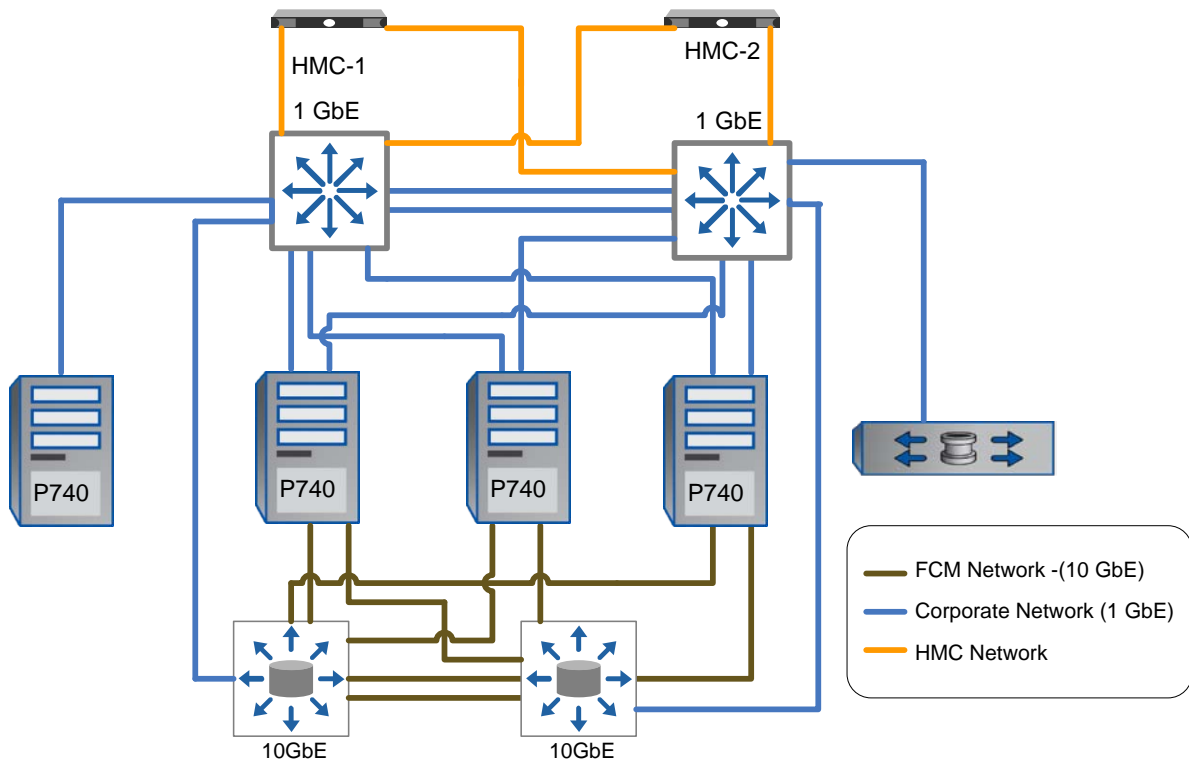 HMC-1
HMC-2
1 GbE
1 GbE
P740
P740
P740
P740
FCM Network -(10 GbE)
Corporate Network (1 GbE)
HMC Network
10GbE
10GbE